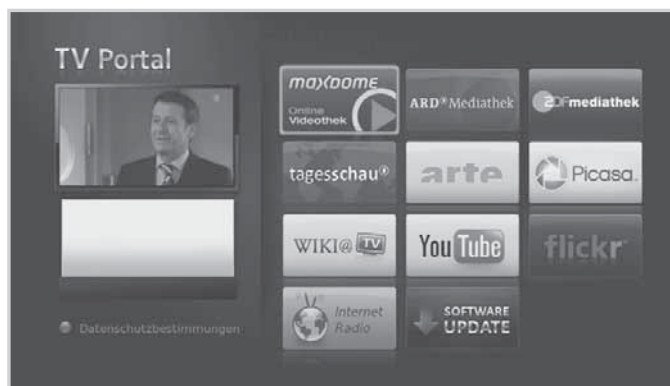 TV Portal
maxdome
Online
Videothek
ARD Mediathek
ZDFmediathek
tagesschau
arte
Picasa
WIKI@TV
YouTube
flickr
Internet
Radio
SOFTWARE
UPDATE
Datenschutzbestimmungen